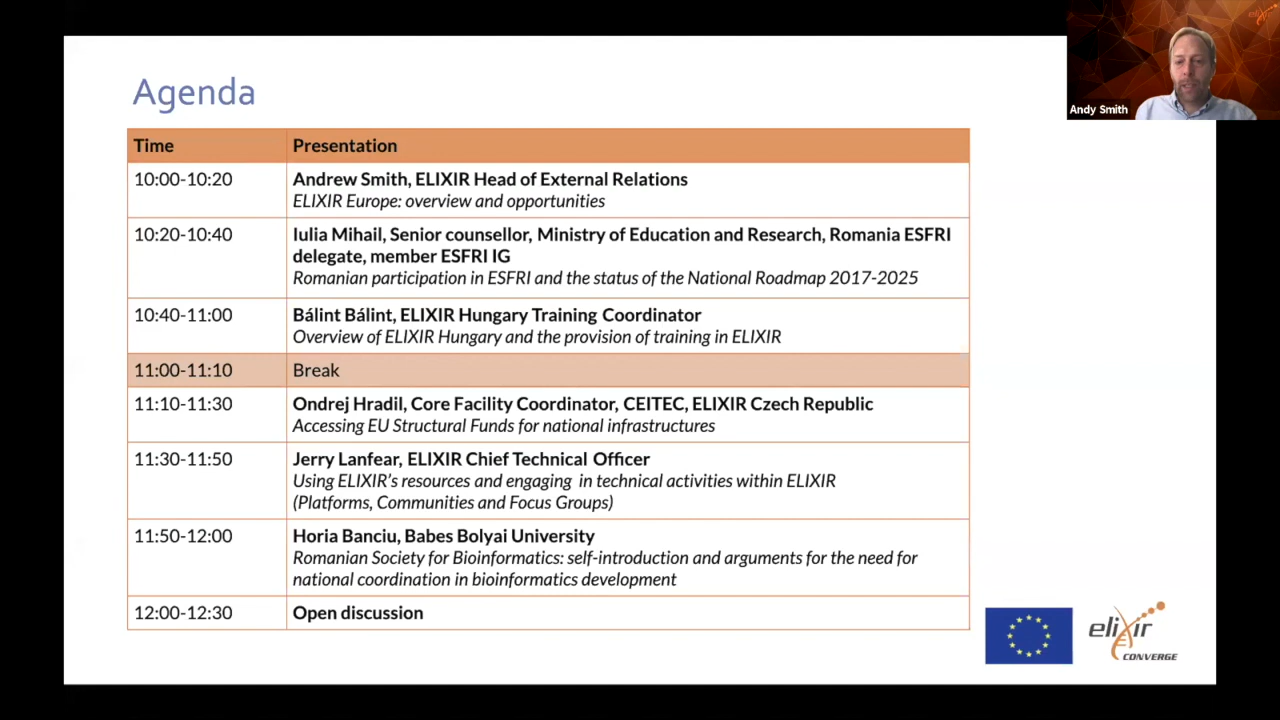 elixir
Andy Smith
Agenda
Time Presentation
10:00-10:20 Andrew Smith, ELIXIR Head of External Relations
ELIXIR Europe: overview and opportunities
10:20-10:40 Iulia Mihail, Senior counsellor, Ministry of Education and Research, Romania ESFRI
delegate, member ESFRI IG
Romanian participation in ESFRI and the status of the National Roadmap 2017-2025
10:40-11:00 Bálint Bálint, ELIXIR Hungary Training Coordinator
Overview of ELIXIR Hungary and the provision of training in ELIXIR
11:00-11:10 Break
11:10-11:30 Ondrej Hradil, Core Facility Coordinator, CEITEC, ELIXIR Czech Republic
Accessing EU Structural Funds for national infrastructures
11:30-11:50 Jerry Lanfear, ELIXIR Chief Technical Officer
Using ELIXIR's resources and engaging in technical activities within ELIXIR
(Platforms, Communities and Focus Groups)
11:50-12:00 Horia Banciu, Babes Bolyai University
Romanian Society for Bioinformatics: self-introduction and arguments for the need for
national coordination in bioinformatics development
12:00-12:30 Open discussion
elixir
CONVERGE